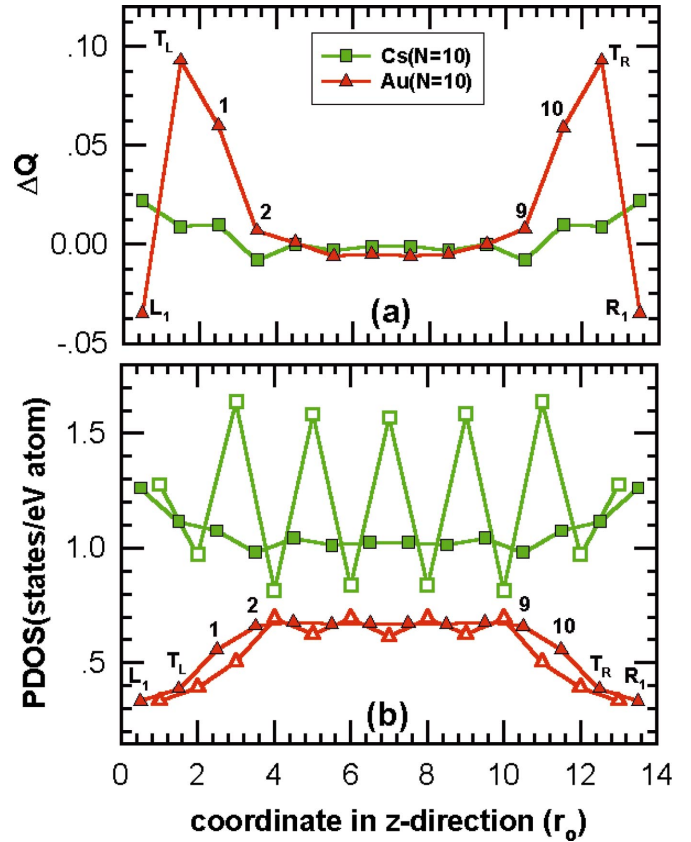 T_L
T_R
.10
Cs(N=10)
Au(N=10)
1
10
ΔQ
.05
2
9
0.00
L_1
(a)
R_1
-.05
PDOS(states/eV atom)
1.5
1.0
2
9
1
10
T_L
T_R
.5
L_1
R_1
(b)
0 2 4 6 8 10 12 14
coordinate in z-direction (r_o)